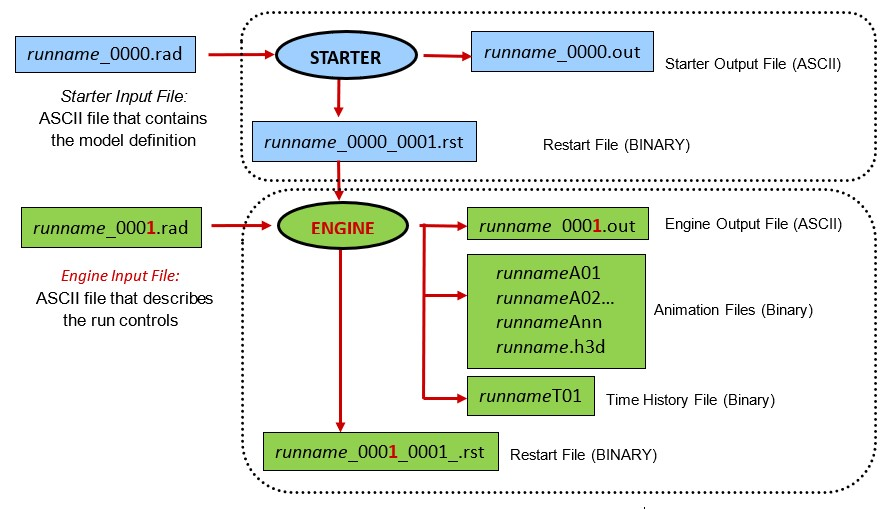 runname_0000.rad
STARTER
runname_0000.out
Starter Output File (ASCII)
Starter Input File:
ASCII file that contains
the model definition
runname_0000_0001.rst
Restart File (BINARY)
runname_0001.rad
ENGINE
runname 0001.out
Engine Output File (ASCII)
Engine Input File:
ASCII file that describes
the run controls
runnameA01
runnameA02...
runnameAnn
runname.h3d
Animation Files (Binary)
runnameT01
Time History File (Binary)
runname_0001_0001_.rst
Restart File (BINARY)